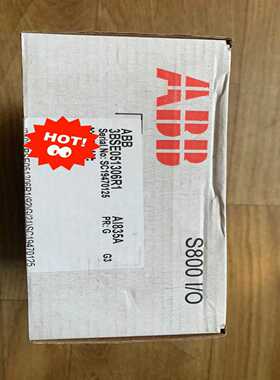 ABB
S800 I/O
ABB
3BSE051306R1
Serial No: SC19470125
AI835A
PR: G
G3
HOT!